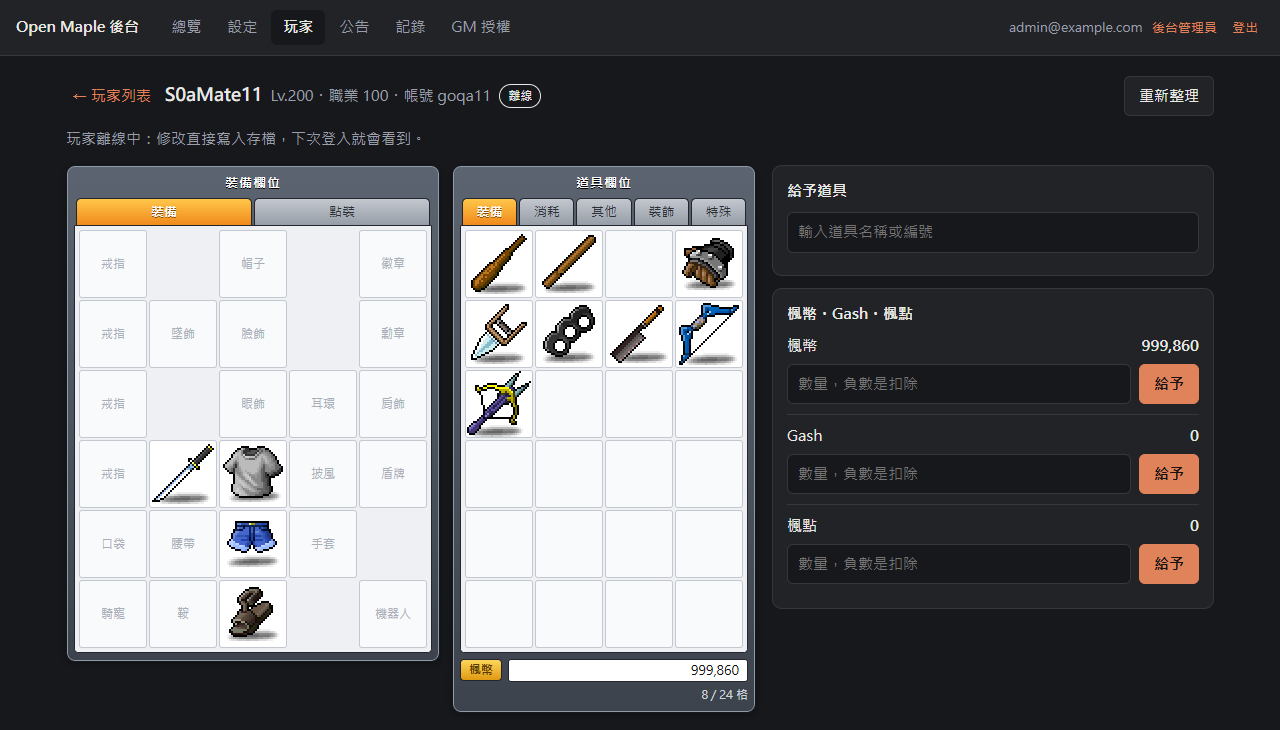 Open Maple 後台 總覽 設定 玩家 公告 記錄 GM 授權 admin@example.com 後台管理員 登出
← 玩家列表 S0aMate11 Lv.200 · 職業 100 · 帳號 goqa11 離線 重新整理
玩家離線中：修改直接寫入存檔，下次登入就會看到。
裝備欄位
裝備 點裝
戒指 帽子 徽章
戒指 墜飾 臉飾 勳章
戒指 眼飾 耳環 肩飾
戒指 披風 盾牌
口袋 腰帶 手套
騎寵 鞍 機器人
道具欄位
裝備 消耗 其他 裝飾 特殊
楓幣 999,860
8 / 24 格
給予道具
輸入道具名稱或編號
楓幣・Gash・楓點
楓幣 999,860
數量，負數是扣除 給予
Gash 0
數量，負數是扣除 給予
楓點 0
數量，負數是扣除 給予